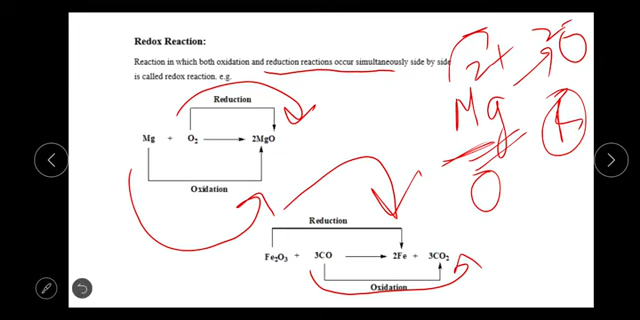 Redox Reaction:
Reaction in which both oxidation and reduction reactions occur simultaneously side by side
is called redox reaction. e.g.
Reduction
Mg + O₂ → 2MgO
Oxidation
Reduction
Fe₂O₃ + 3CO → 2Fe + 3CO₂
Oxidation
2+
Mg
O